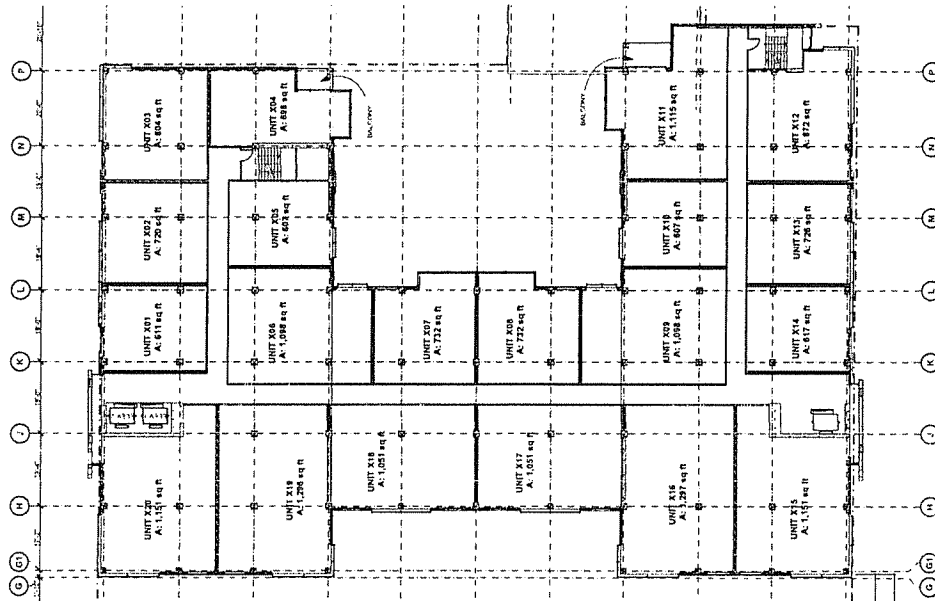 P
P
N
N
M
M
L
L
K
K
J
J
H
H
G1
G1
G
G
UNIT X03
A: 804 sq ft
UNIT X04
A: 898 sq ft
BALCONY
BALCONY
UNIT X11
A: 1,115 sq ft
UNIT X12
A: 872 sq ft
UNIT X02
A: 720 sq ft
UNIT X05
A: 607 sq ft
UNIT X10
A: 607 sq ft
UNIT X13
A: 726 sq ft
UNIT X01
A: 611 sq ft
UNIT X06
A: 1,098 sq ft
UNIT X07
A: 732 sq ft
UNIT X08
A: 732 sq ft
UNIT X09
A: 1,098 sq ft
UNIT X14
A: 617 sq ft
UNIT X20
A: 1,151 sq ft
UNIT X19
A: 1,296 sq ft
UNIT X18
A: 1,051 sq ft
UNIT X17
A: 1,051 sq ft
UNIT X16
A: 1,297 sq ft
UNIT X15
A: 1,151 sq ft